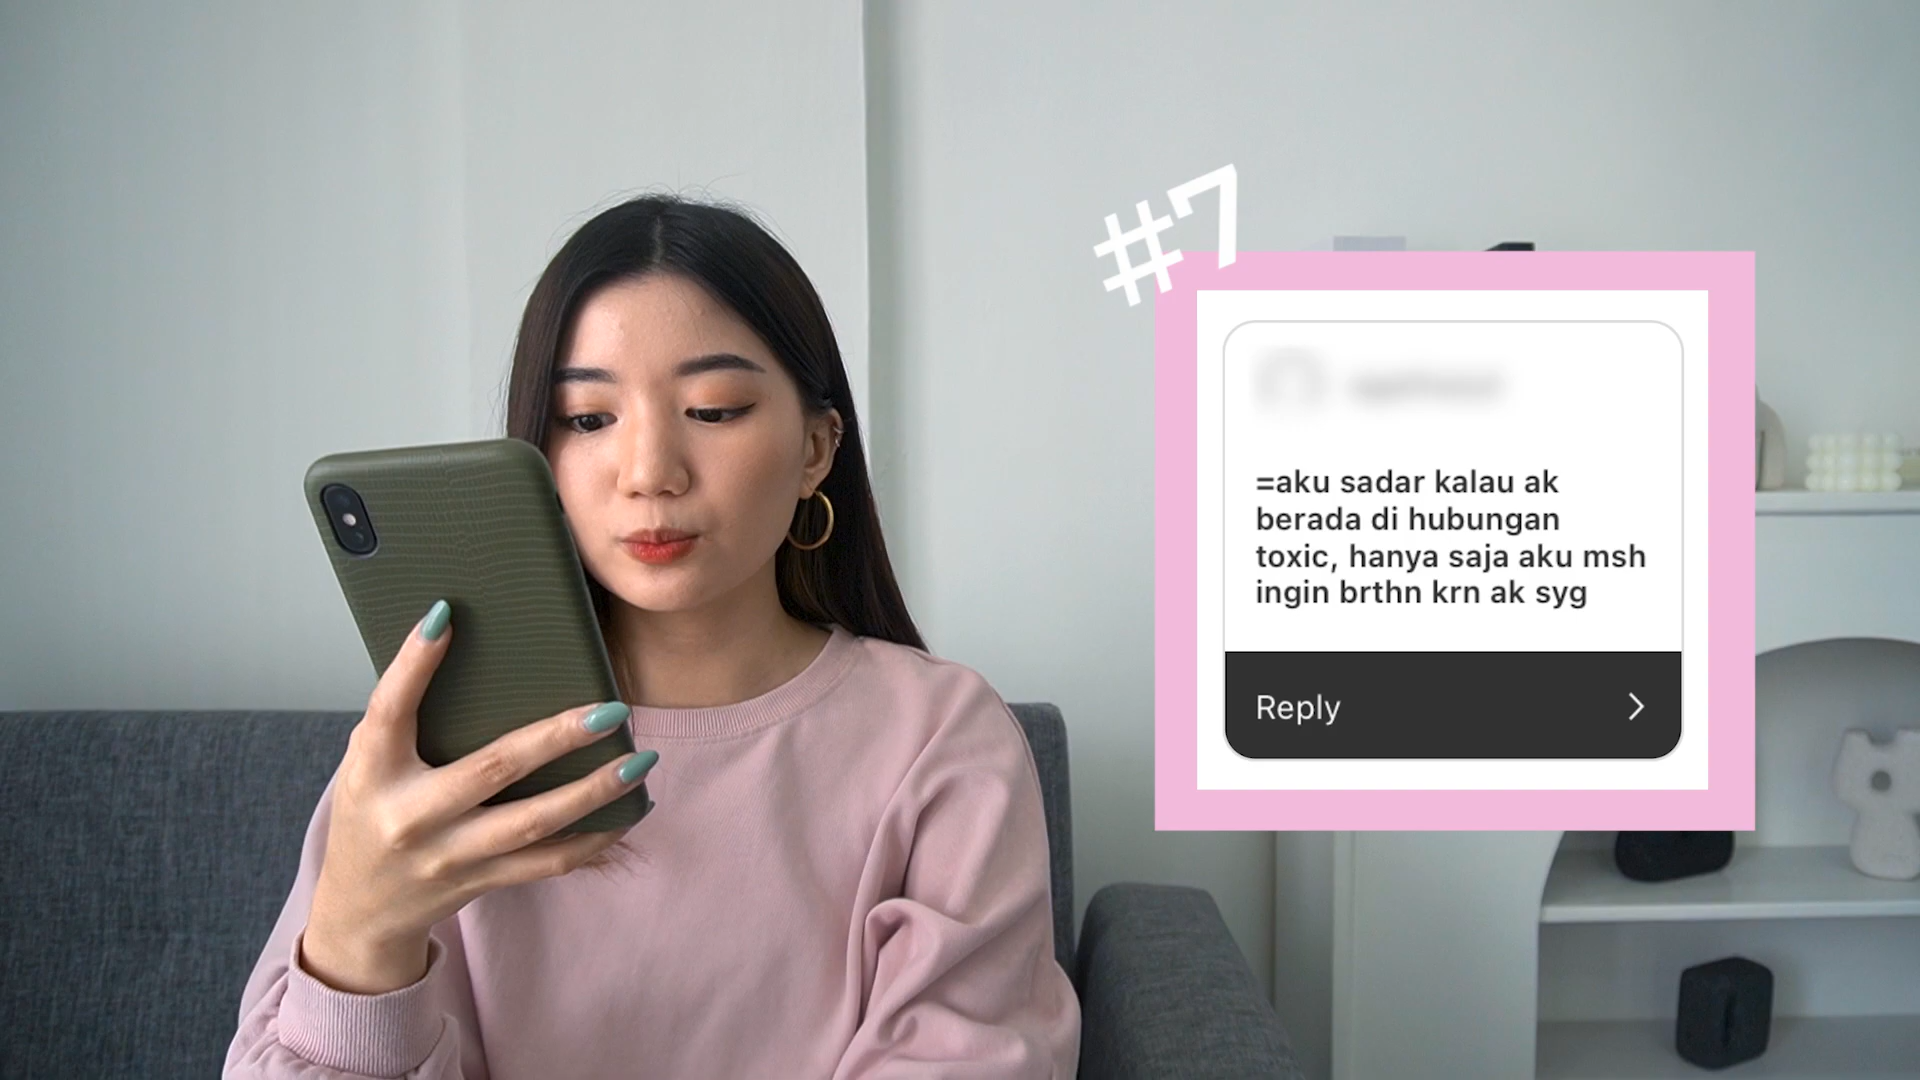 #7
=aku sadar kalau ak
berada di hubungan
toxic, hanya saja aku msh
ingin brthn krn ak syg
Reply